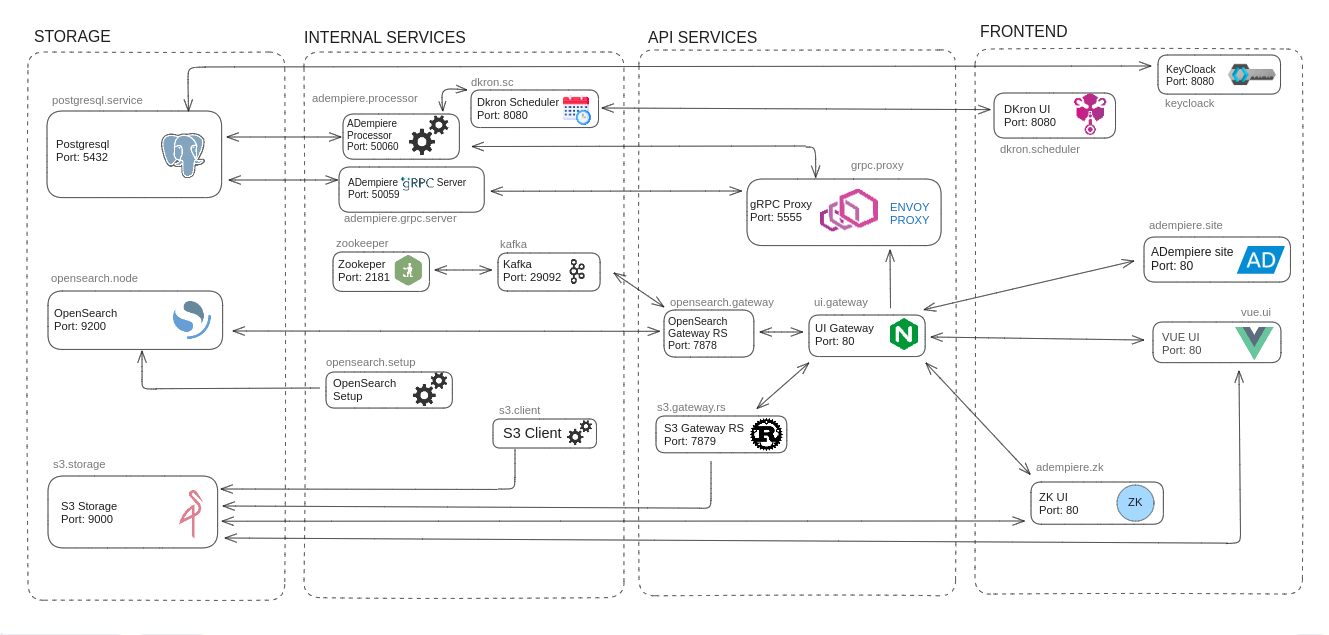 STORAGE
INTERNAL SERVICES
API SERVICES
FRONTEND
postgresql.service
Postgresql
Port: 5432
opensearch.node
OpenSearch
Port: 9200
s3.storage
S3 Storage
Port: 9000
adempiere.processor
ADempiere
Processor
Port: 50060
dkron.sc
Dkron Scheduler
Port: 8080
ADempiere gRPC Server
Port: 50059
adempiere.grpc.server
zookeeper
Zookeper
Port: 2181
kafka
Kafka
Port: 29092
opensearch.setup
OpenSearch
Setup
s3.client
S3 Client
grpc.proxy
gRPC Proxy
Port: 5555
ENVOY
PROXY
opensearch.gateway
OpenSearch
Gateway RS
Port: 7878
ui.gateway
UI Gateway
Port: 80
N
s3.gateway.rs
S3 Gateway RS
Port: 7879
R
KeyCloack
Port: 8080
keycloack
DKron UI
Port: 8080
dkron.scheduler
adempiere.site
ADempiere site
Port: 80
AD
vue.ui
VUE UI
Port: 80
adempiere.zk
ZK UI
Port: 80
ZK